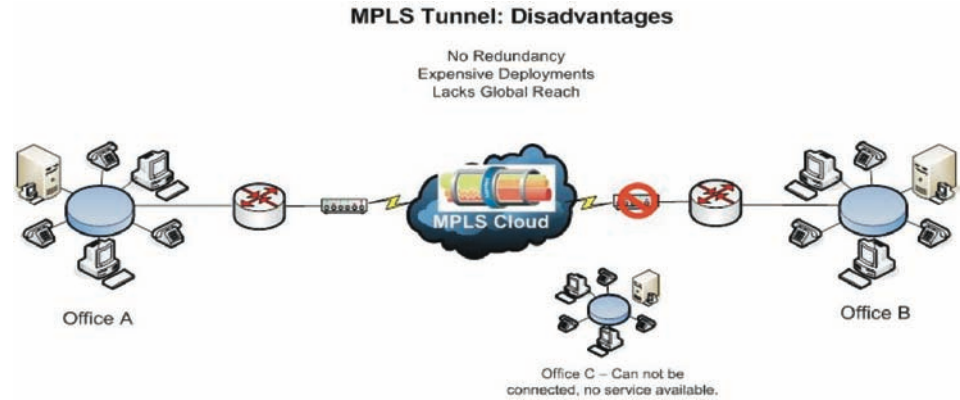 MPLS Tunnel: Disadvantages
No Redundancy
Expensive Deployments
Lacks Global Reach
MPLS Cloud
Office A
Office B
Office C – Can not be
connected, no service available.